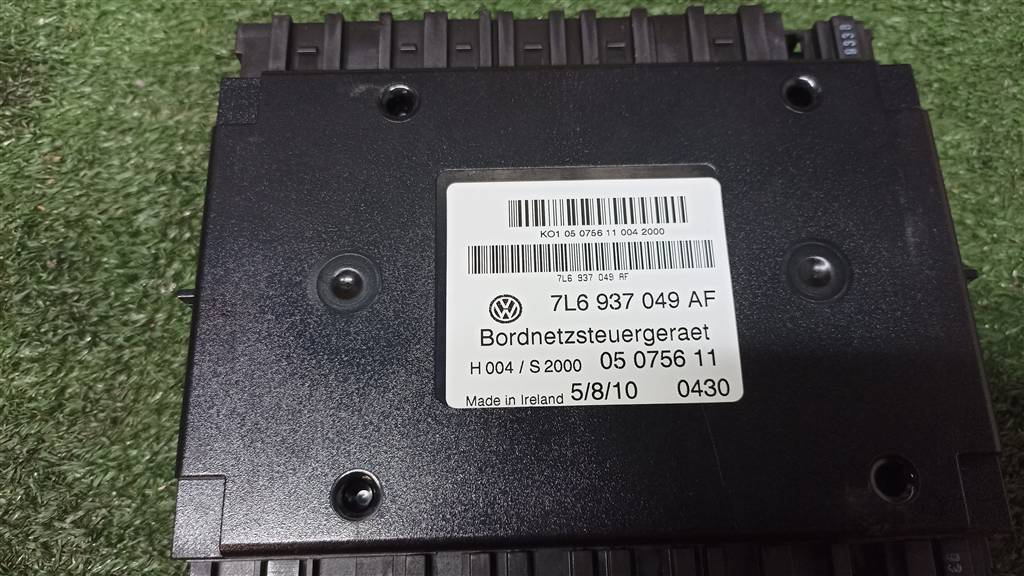 9330
KO1 05 0756 11 004 2000
7L6 937 049 AF
VW
7L6 937 049 AF
Bordnetzsteuergeraet
H 004 / S 2000 05 0756 11
Made in Ireland 5/8/10 0430